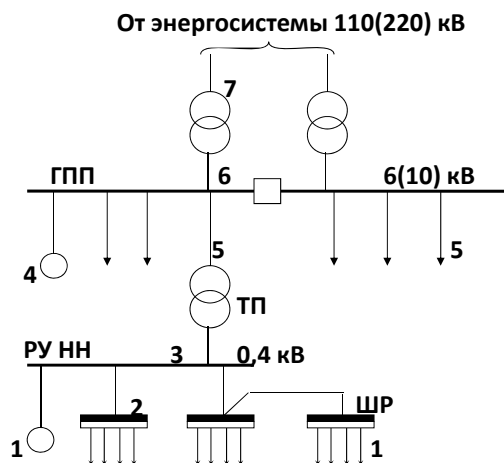 От энергосистемы 110(220) кВ
7
ГПП 6 6(10) кВ
5 5
4
ТП
РУ НН 3 0,4 кВ
2 ШР
1 1